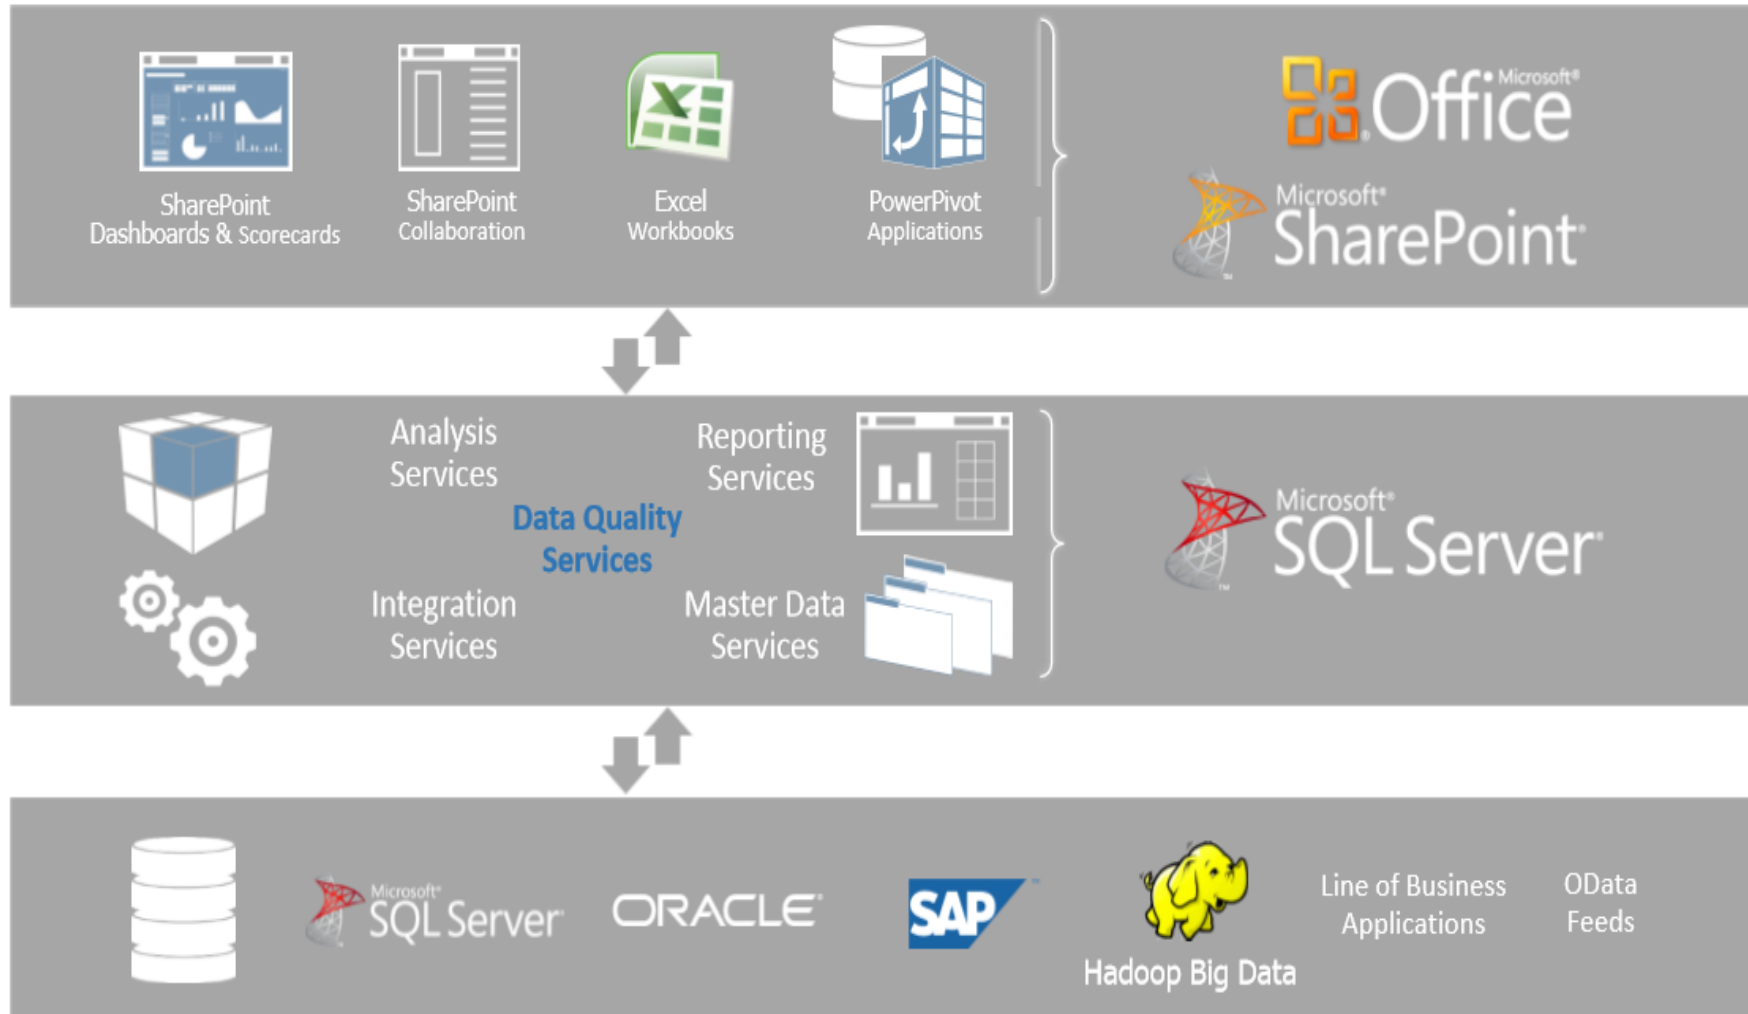 SharePoint
Dashboards & Scorecards
SharePoint
Collaboration
Excel
Workbooks
PowerPivot
Applications
Microsoft®
Office
Microsoft®
SharePoint®
Analysis
Services
Reporting
Services
Data Quality
Services
Integration
Services
Master Data
Services
Microsoft®
SQL Server®
Microsoft®
SQL Server®
ORACLE®
SAP™
Hadoop Big Data
Line of Business
Applications
OData
Feeds